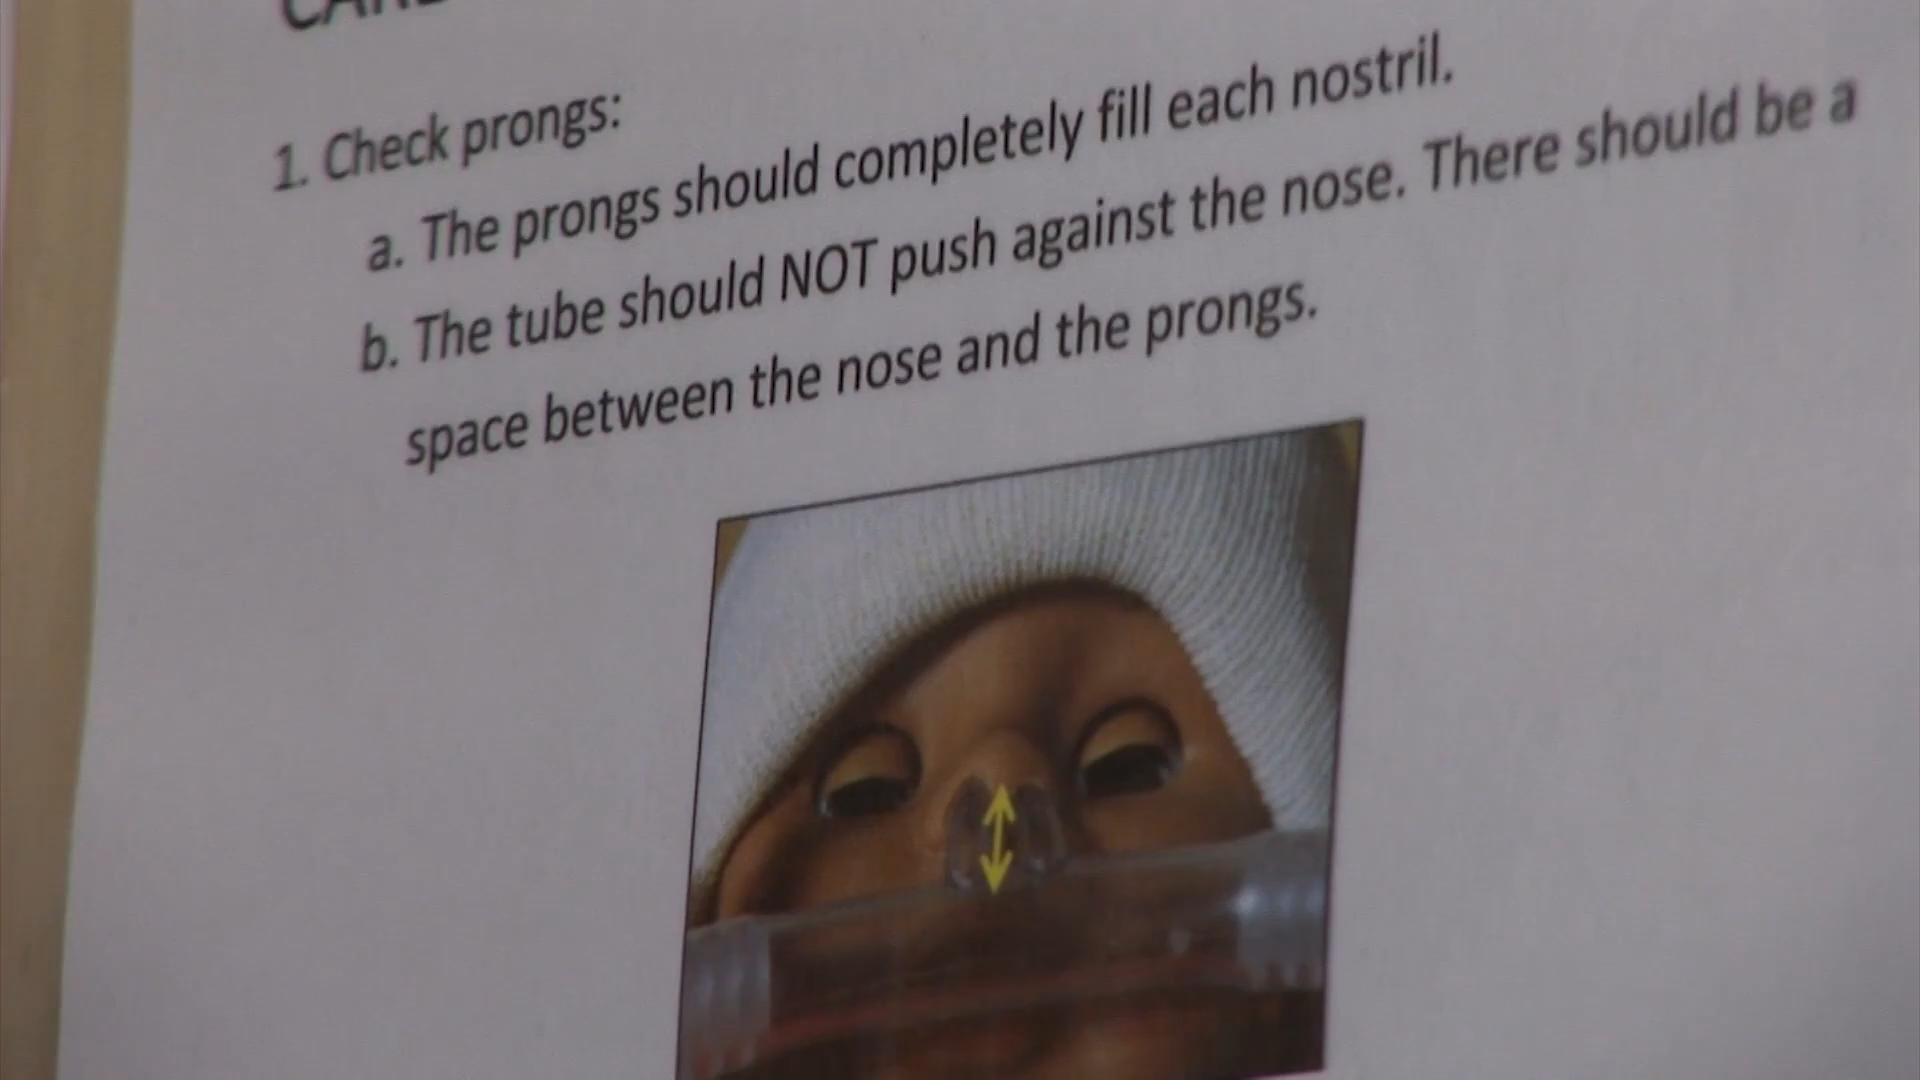 1. Check prongs:
a. The prongs should completely fill each nostril.
b. The tube should NOT push against the nose. There should be a
space between the nose and the prongs.